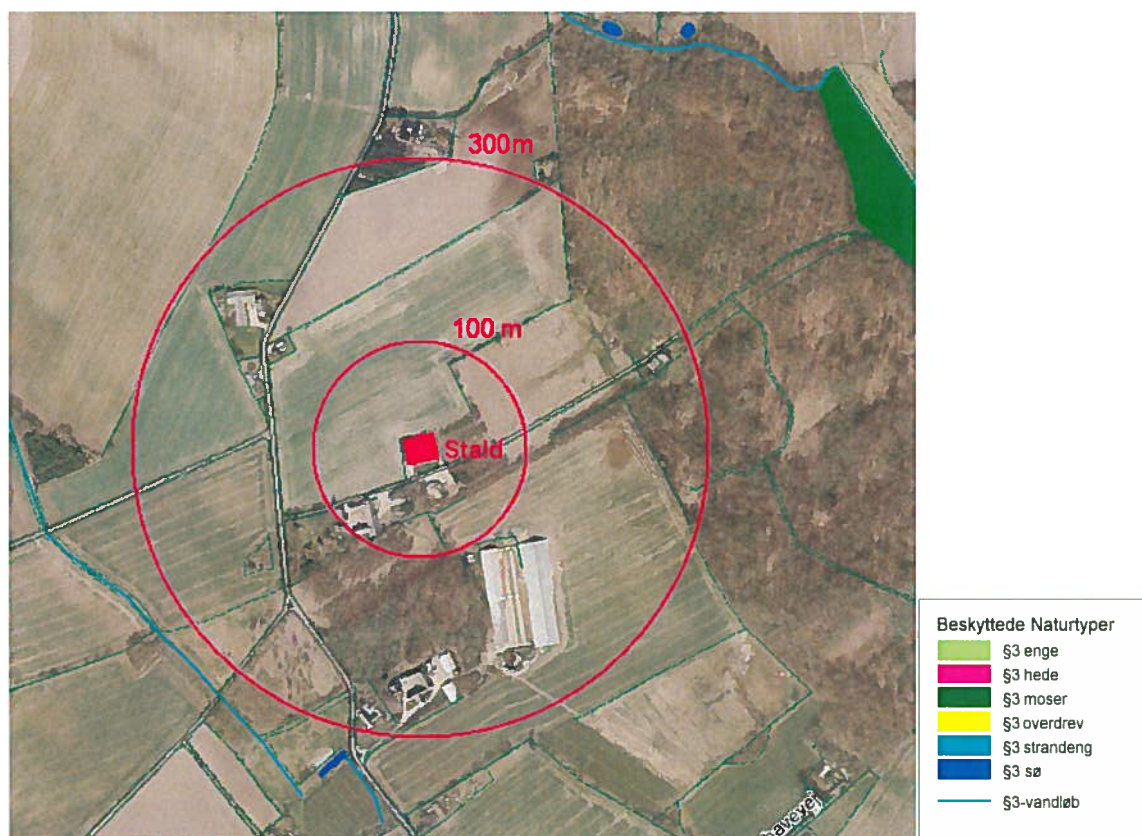 300m
100 m
Stald
Beskyttede Naturtyper
§3 enge
§3 hede
§3 moser
§3 overdrev
§3 strandeng
§3 sø
§3-vandløb